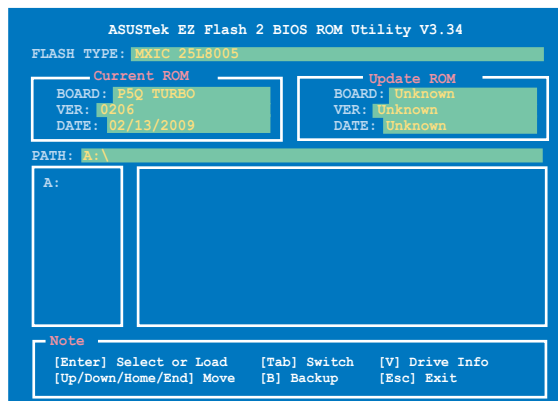 ASUSTek EZ Flash 2 BIOS ROM Utility V3.34
FLASH TYPE: MXIC 25L8005
Current ROM
BOARD: P5Q TURBO
VER: 0206
DATE: 02/13/2009
Update ROM
BOARD: Unknown
VER: Unknown
DATE: Unknown
PATH: A:\
A:
Note
[Enter] Select or Load [Tab] Switch [V] Drive Info
[Up/Down/Home/End] Move [B] Backup [Esc] Exit